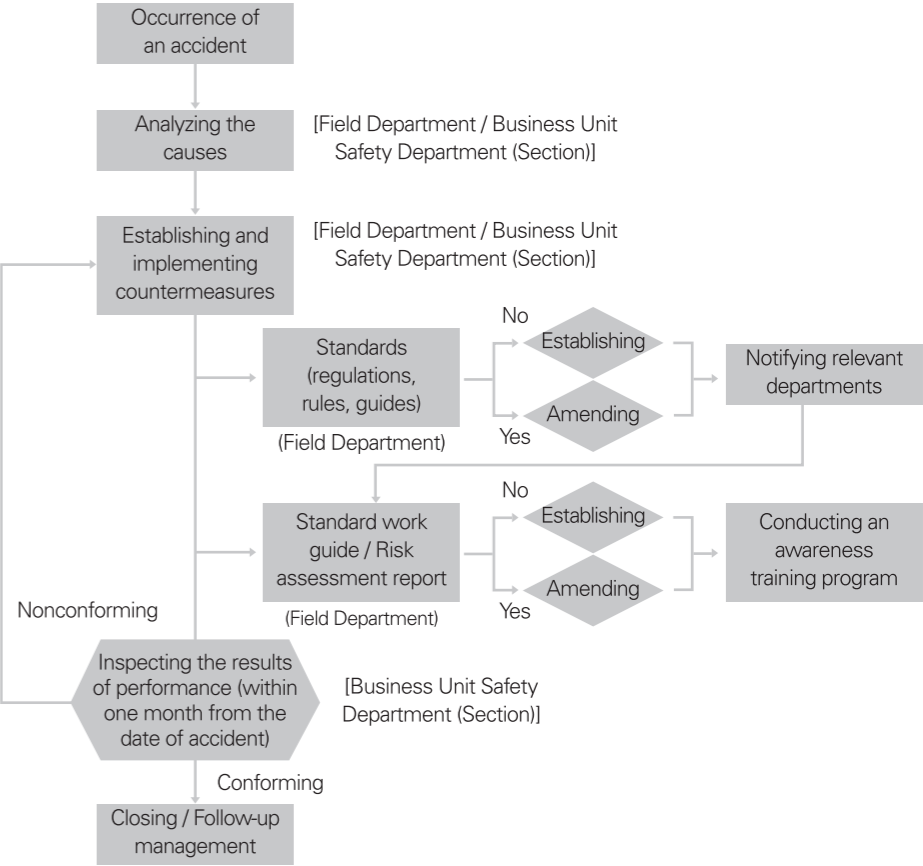 Occurrence of
an accident
Analyzing the
causes
[Field Department / Business Unit
Safety Department (Section)]
Establishing and
implementing
countermeasures
[Field Department / Business Unit
Safety Department (Section)]
Standards
(regulations,
rules, guides)
(Field Department)
No
Establishing
Amending
Yes
Notifying relevant
departments
Standard work
guide / Risk
assessment report
(Field Department)
No
Establishing
Amending
Yes
Conducting an
awareness
training program
Nonconforming
Inspecting the results
of performance (within
one month from the
date of accident)
[Business Unit Safety
Department (Section)]
Conforming
Closing / Follow-up
management